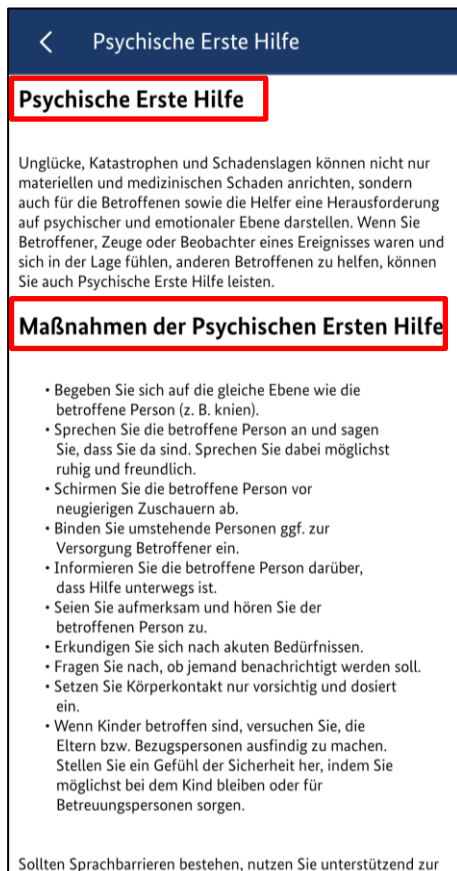 Psychische Erste Hilfe
Psychische Erste Hilfe
Unglücke, Katastrophen und Schadenslagen können nicht nur
materiellen und medizinischen Schaden anrichten, sondern
auch für die Betroffenen sowie die Helfer eine Herausforderung
auf psychischer und emotionaler Ebene darstellen. Wenn Sie
Betroffener, Zeuge oder Beobachter eines Ereignisses waren und
sich in der Lage fühlen, anderen Betroffenen zu helfen, können
Sie auch Psychische Erste Hilfe leisten.
Maßnahmen der Psychischen Ersten Hilfe
• Begeben Sie sich auf die gleiche Ebene wie die
betroffene Person (z. B. knien).
• Sprechen Sie die betroffene Person an und sagen
Sie, dass Sie da sind. Sprechen Sie dabei möglichst
ruhig und freundlich.
• Schirmen Sie die betroffene Person vor
neugierigen Zuschauern ab.
• Binden Sie umstehende Personen ggf. zur
Versorgung Betroffener ein.
• Informieren Sie die betroffene Person darüber,
dass Hilfe unterwegs ist.
• Seien Sie aufmerksam und hören Sie der
betroffenen Person zu.
• Erkundigen Sie sich nach akuten Bedürfnissen.
• Fragen Sie nach, ob jemand benachrichtigt werden soll.
• Setzen Sie Körperkontakt nur vorsichtig und dosiert
ein.
• Wenn Kinder betroffen sind, versuchen Sie, die
Eltern bzw. Bezugspersonen ausfindig zu machen.
Stellen Sie ein Gefühl der Sicherheit her, indem Sie
möglichst bei dem Kind bleiben oder für
Betreuungspersonen sorgen.
Sollten Sprachbarrieren bestehen, nutzen Sie unterstützend zur